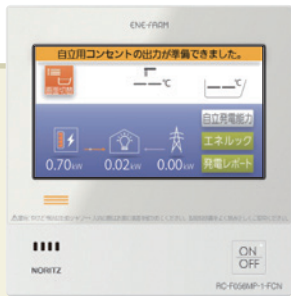 ENE・FARM
自立用コンセントの出力が準備できました。
℃
℃
自立発電能力
エネルック
0.70kW
0.02kW
0.00kW
発電レポート
NORITZ
ON
OFF
RC-F056MP-1-FCN